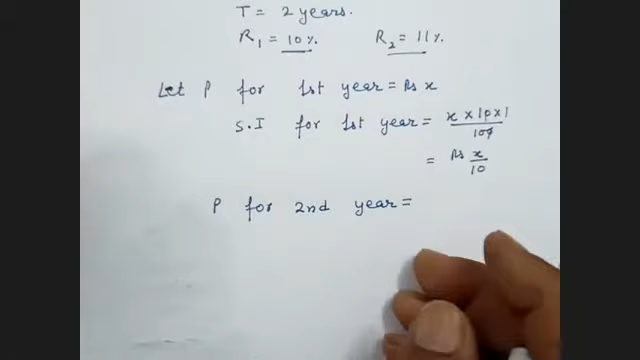 T = 2 years.
R₁ = 10%. R₂ = 11%.
Let P for 1st year = Rs x
S.I for 1st year = x × 10 × 1 / 100
= Rs x/10
P for 2nd year =